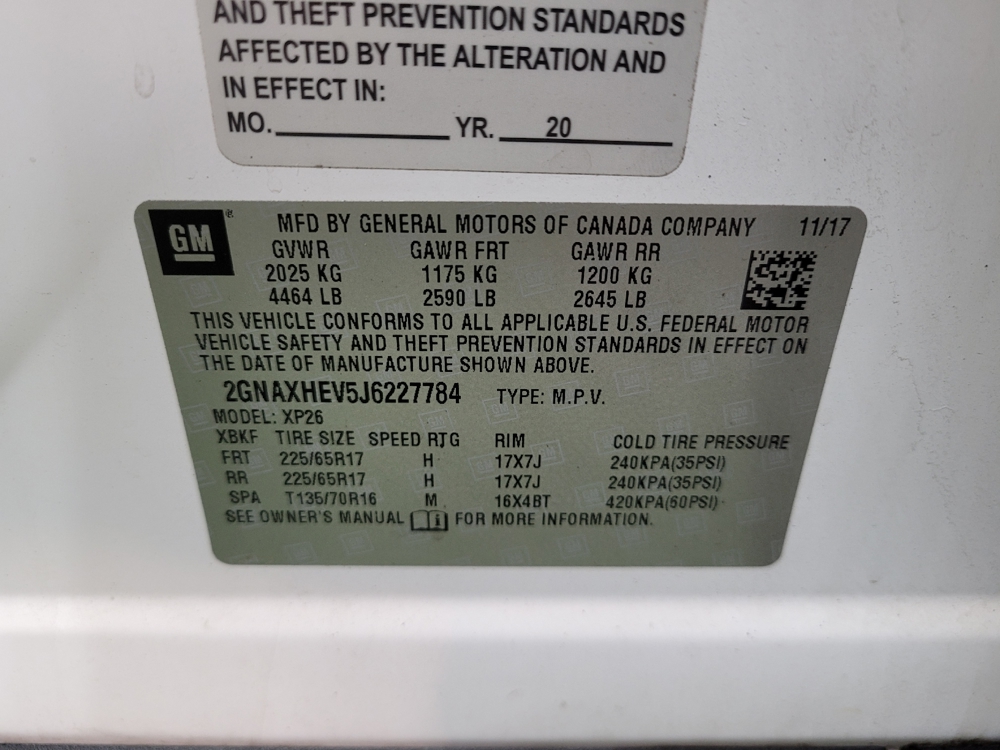 AND THEFT PREVENTION STANDARDS
AFFECTED BY THE ALTERATION AND
IN EFFECT IN:
MO.____________ YR. ___20________
GM®
MFD BY GENERAL MOTORS OF CANADA COMPANY 11/17
GVWR GAWR FRT GAWR RR
2025 KG 1175 KG 1200 KG
4464 LB 2590 LB 2645 LB
THIS VEHICLE CONFORMS TO ALL APPLICABLE U.S. FEDERAL MOTOR
VEHICLE SAFETY AND THEFT PREVENTION STANDARDS IN EFFECT ON
THE DATE OF MANUFACTURE SHOWN ABOVE.
2GNAXHEV5J6227784 TYPE: M.P.V.
MODEL: XP26
XBKF TIRE SIZE SPEED RTG RIM COLD TIRE PRESSURE
FRT 225/65R17 H 17X7J 240KPA(35PSI)
RR 225/65R17 H 17X7J 240KPA(35PSI)
SPA T135/70R16 M 16X4BT 420KPA(60PSI)
SEE OWNER'S MANUAL FOR MORE INFORMATION.